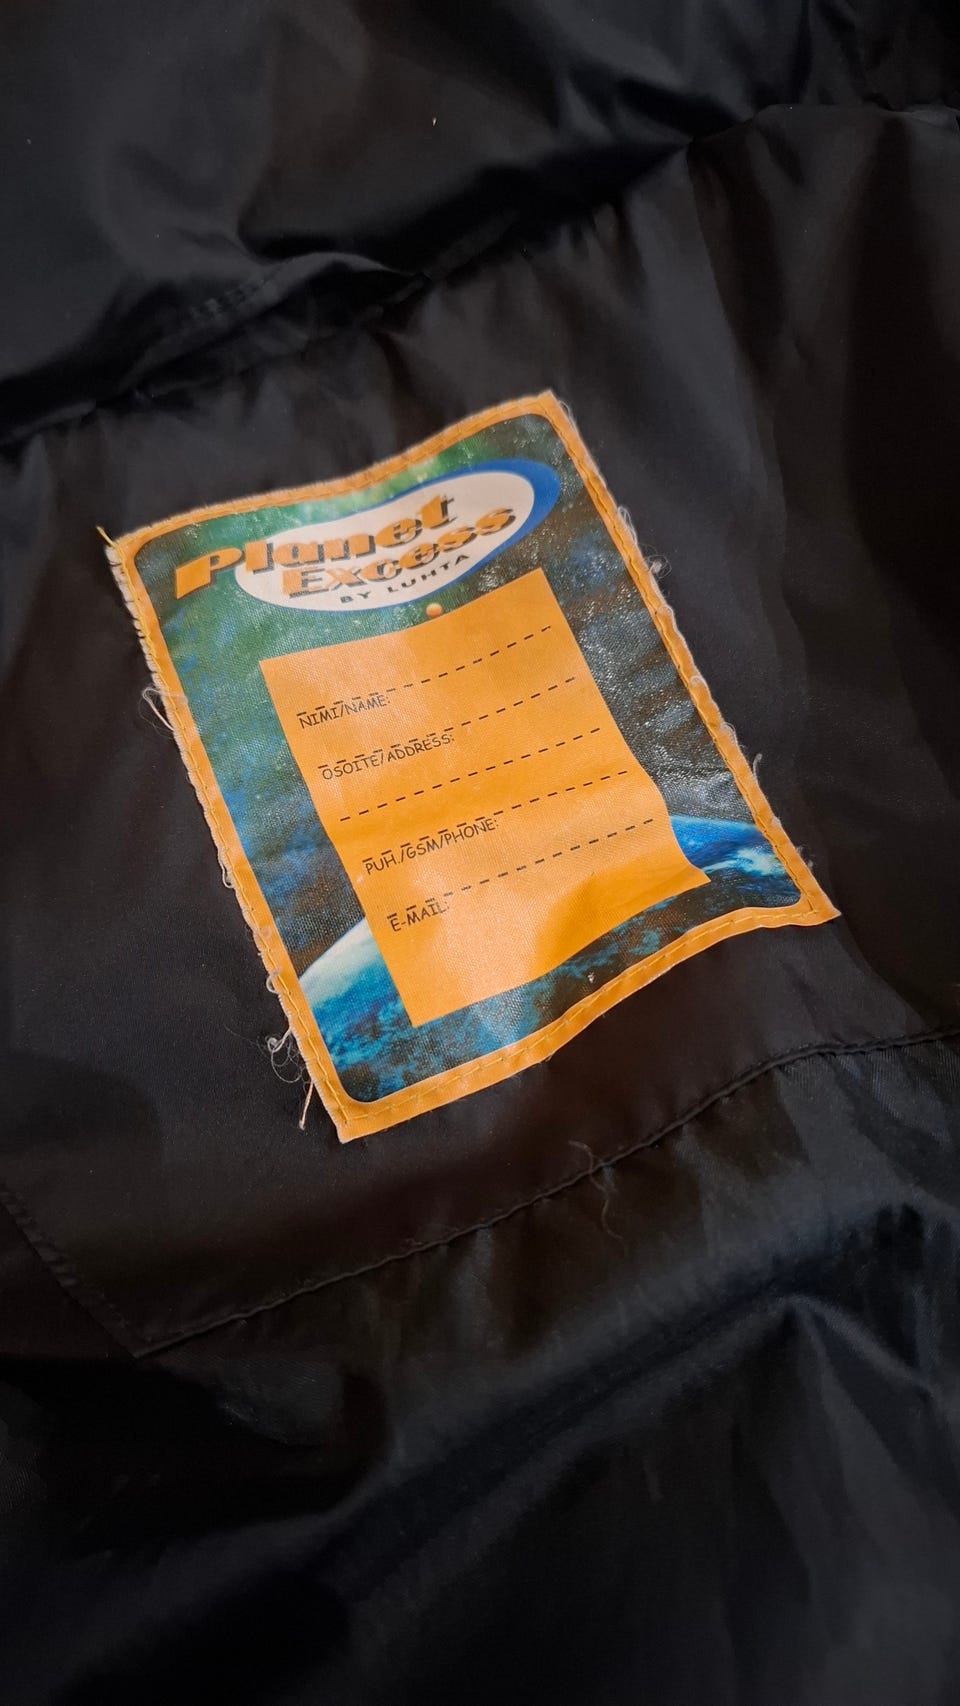 Planet
Excess
BY LUHTA
NIMI/NAME:
OSOITE/ADDRESS:
PUH./GSM/PHONE:
E-MAIL: